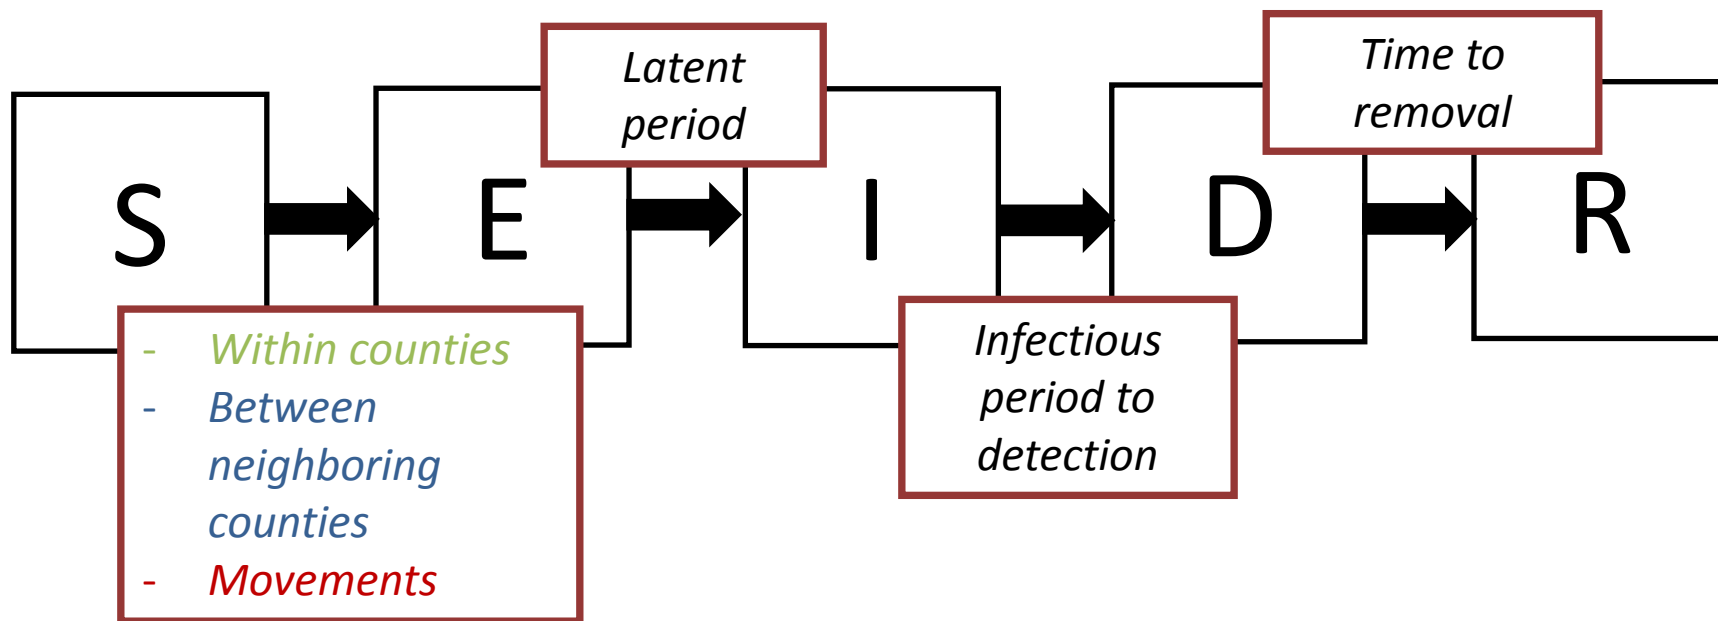 Latent
period
Time to
removal
S
E
I
D
R
- Within counties
- Between
neighboring
counties
- Movements
Infectious
period to
detection